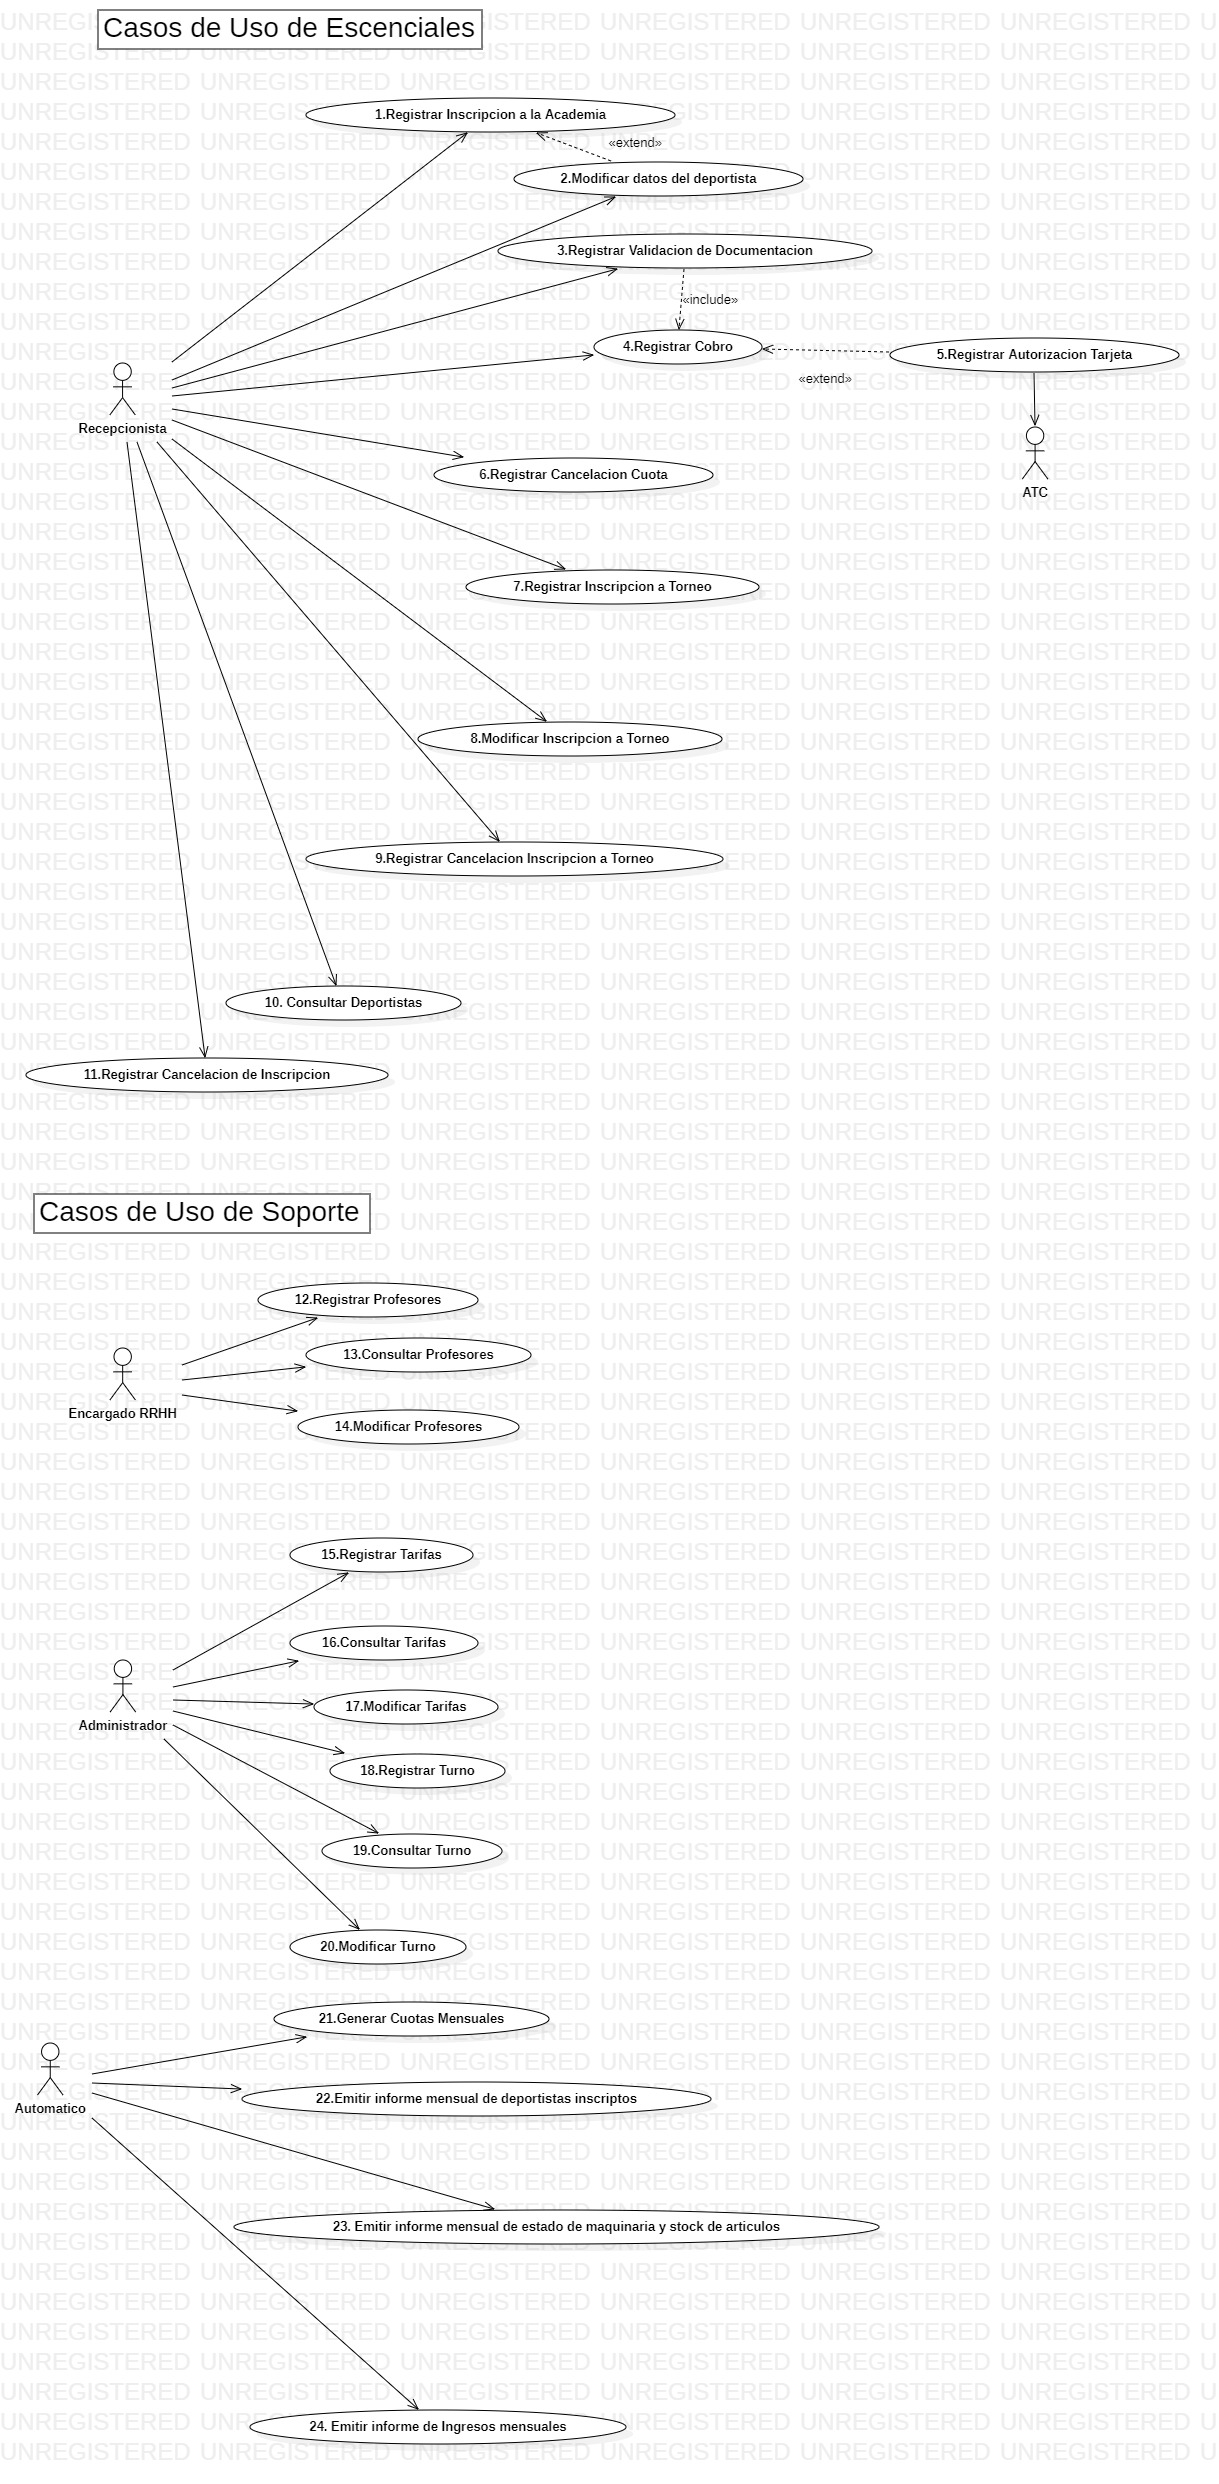 Casos de Uso de Escenciales
1.Registrar Inscripcion a la Academia
«extend»
2.Modificar datos del deportista
3.Registrar Validacion de Documentacion
«include»
4.Registrar Cobro
5.Registrar Autorizacion Tarjeta
«extend»
Recepcionista
6.Registrar Cancelacion Cuota
ATC
7.Registrar Inscripcion a Torneo
8.Modificar Inscripcion a Torneo
9.Registrar Cancelacion Inscripcion a Torneo
10. Consultar Deportistas
11.Registrar Cancelacion de Inscripcion
Casos de Uso de Soporte
12.Registrar Profesores
13.Consultar Profesores
Encargado RRHH
14.Modificar Profesores
15.Registrar Tarifas
16.Consultar Tarifas
17.Modificar Tarifas
Administrador
18.Registrar Turno
19.Consultar Turno
20.Modificar Turno
21.Generar Cuotas Mensuales
22.Emitir informe mensual de deportistas inscriptos
Automatico
23. Emitir informe mensual de estado de maquinaria y stock de articulos
24. Emitir informe de Ingresos mensuales
UNREGISTERED